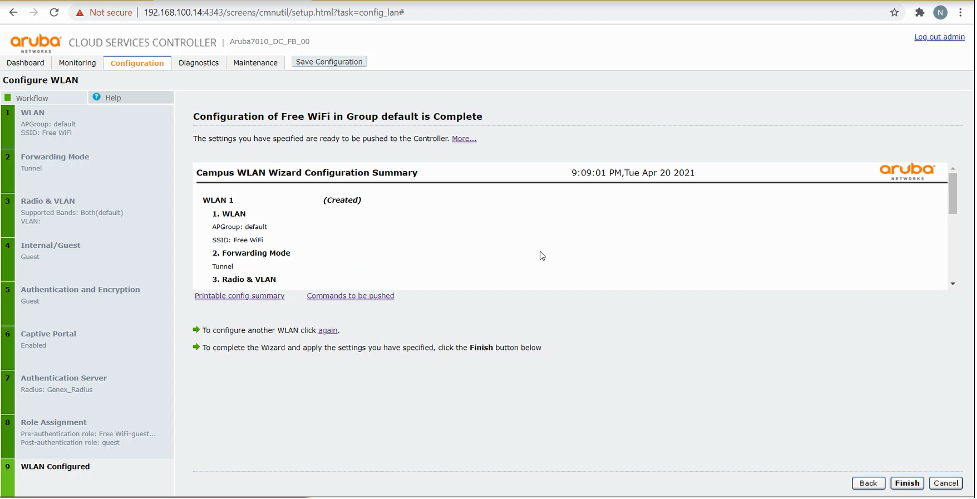 Not secure | 192.168.100.14:4343/screens/cmnutil/setup.html?task=config_lan#
N
aruba NETWORKS CLOUD SERVICES CONTROLLER | Aruba7010_DC_FB_00
Log out admin
Dashboard Monitoring Configuration Diagnostics Maintenance Save Configuration
Configure WLAN
Workflow ? Help
1 WLAN
APGroup: default
SSID: Free WiFi
2 Forwarding Mode
Tunnel
3 Radio & VLAN
Supported Bands: Both(default)
VLAN:
4 Internal/Guest
Guest
5 Authentication and Encryption
Guest
6 Captive Portal
Enabled
7 Authentication Server
Radius: Genex_Radius
8 Role Assignment
Pre-authentication role: Free WiFi-guest...
Post-authentication role: guest
9 WLAN Configured
Configuration of Free WiFi in Group default is Complete
The settings you have specified are ready to be pushed to the Controller. More...
Campus WLAN Wizard Configuration Summary 9:09:01 PM,Tue Apr 20 2021 aruba
NETWORKS
WLAN 1 (Created)
1. WLAN
APGroup: default
SSID: Free WiFi
2. Forwarding Mode
Tunnel
3. Radio & VLAN
Printable config summary Commands to be pushed
To configure another WLAN click again.
To complete the Wizard and apply the settings you have specified, click the Finish button below
Back Finish Cancel